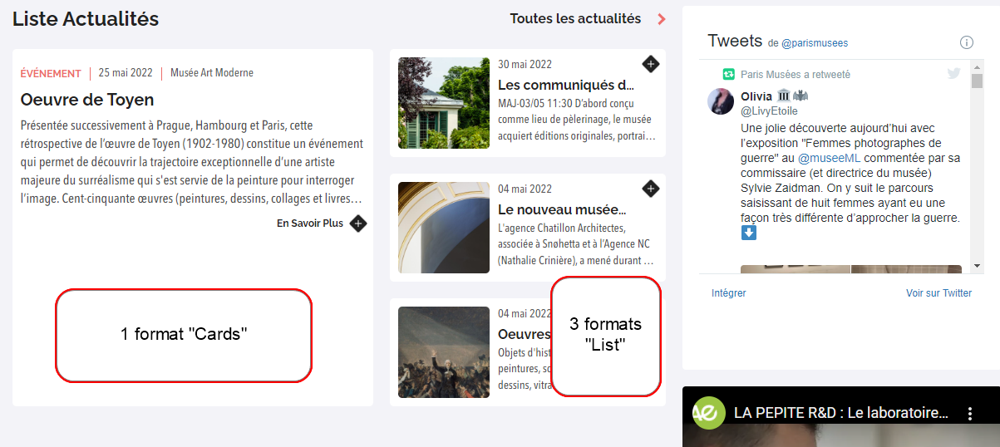 Liste Actualités
Toutes les actualités
ÉVÉNEMENT 25 mai 2022 Musée Art Moderne
Oeuvre de Toyen
Présentée successivement à Prague, Hambourg et Paris, cette
rétrospective de l'œuvre de Toyen (1902-1980) constitue un événement
qui permet de découvrir la trajectoire exceptionnelle d'une artiste
majeure du surréalisme qui s'est servie de la peinture pour interroger
l'image. Cent-cinquante œuvres (peintures, dessins, collages et livres…
En Savoir Plus
1 format "Cards"
30 mai 2022
Les communiqués d…
MAJ-03/05 11:30 D'abord conçu
comme lieu de pèlerinage, le musée
acquiert éditions originales, portrai…
04 mai 2022
Le nouveau musée…
L'agence Chatillon Architectes,
associée à Snøhetta et à l'Agence NC
(Nathalie Crinière), a mené durant …
04 mai 2022
Oeuvres
Objets d'hist
peintures, sc
dessins, vitra
3 formats
"List"
Tweets de @parismusees
Paris Musées a retweeté
Olivia 🏛️🦇
@LivyEtoile
Une jolie découverte aujourd'hui avec
l'exposition "Femmes photographes de
guerre" au @museeML commentée par sa
commissaire (et directrice du musée)
Sylvie Zaidman. On y suit le parcours
saisissant de huit femmes ayant eu une
façon très différente d'approcher la guerre.
⬇️
Intégrer
Voir sur Twitter
LA PEPITE R&D : Le laboratoire…